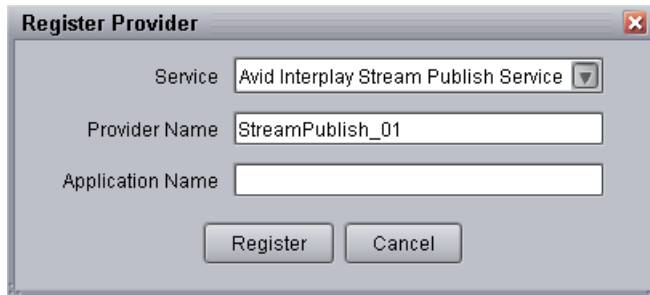 Register Provider
Service Avid Interplay Stream Publish Service
Provider Name StreamPublish_01
Application Name
Register Cancel